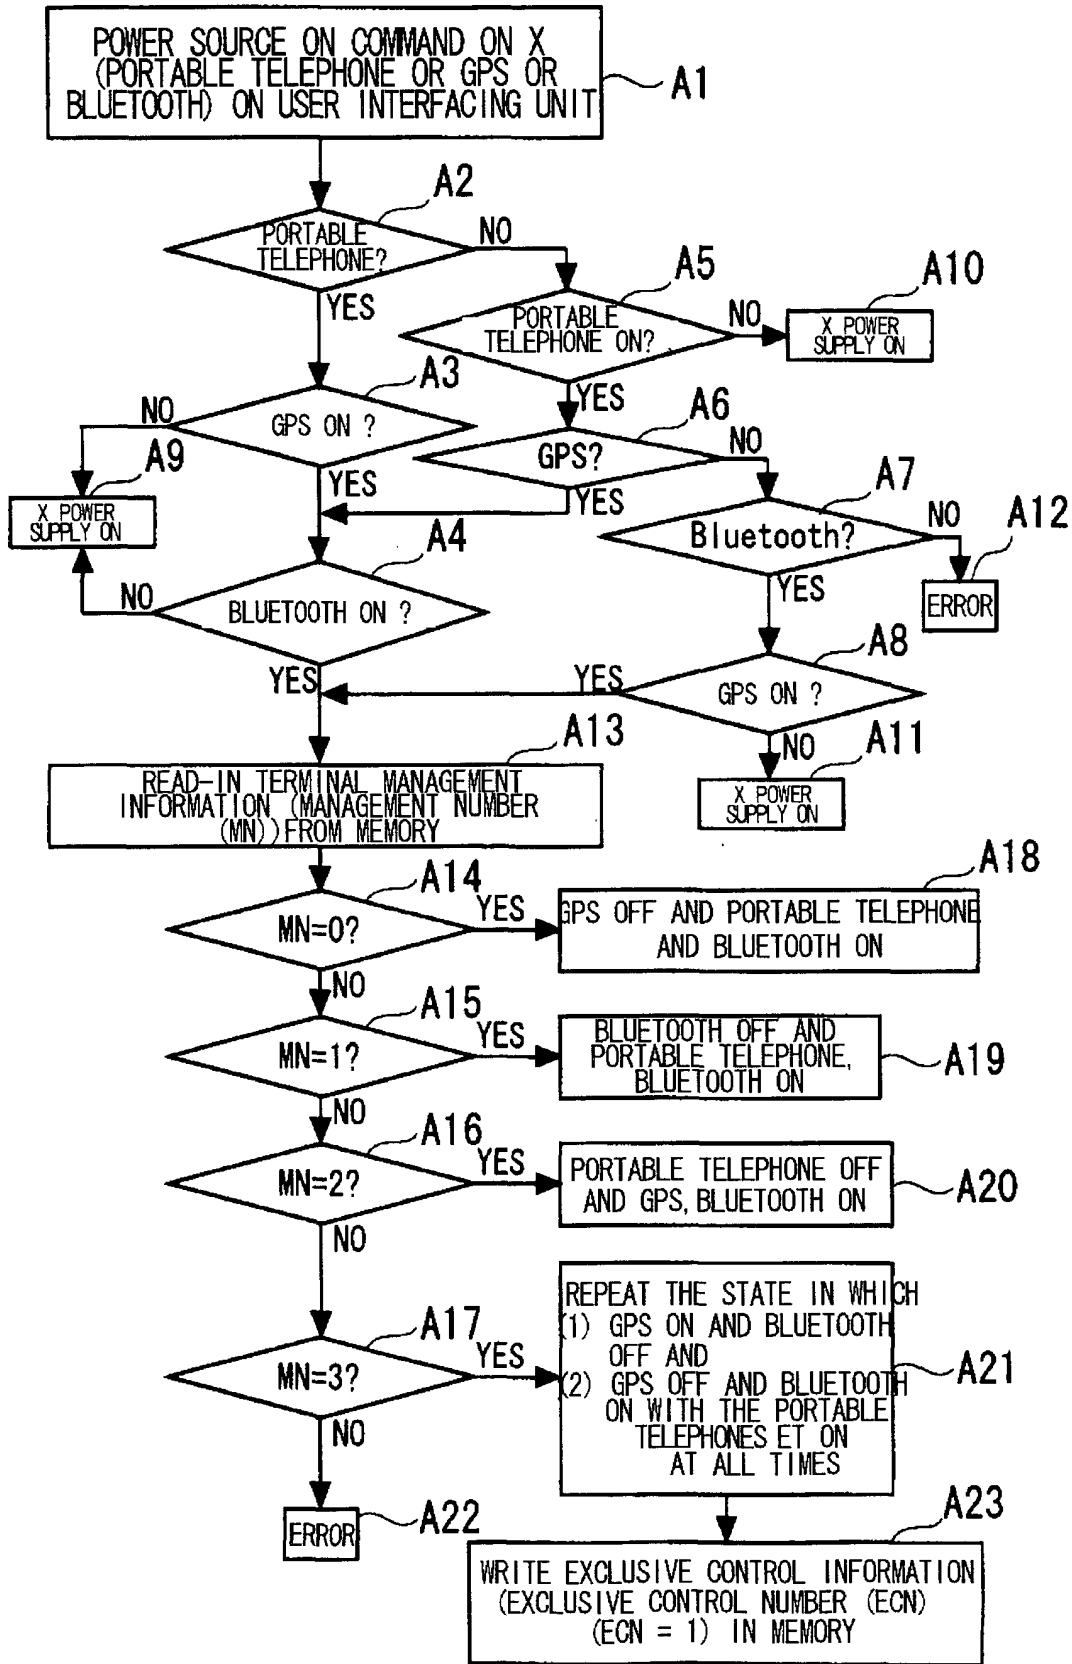 POWER SOURCE ON COMMAND ON X
(PORTABLE TELEPHONE OR GPS OR
BLUETOOTH) ON USER INTERFACING UNIT
A1
A2
PORTABLE
TELEPHONE?
NO
YES
A5
PORTABLE
TELEPHONE ON?
NO
A10
X POWER
SUPPLY ON
YES
A3
GPS ON ?
NO
YES
A9
X POWER
SUPPLY ON
A6
GPS?
NO
YES
A7
Bluetooth?
NO
A12
ERROR
YES
A4
BLUETOOTH ON ?
NO
YES
A8
GPS ON ?
YES
NO
A11
X POWER
SUPPLY ON
A13
READ-IN TERMINAL MANAGEMENT
INFORMATION (MANAGEMENT NUMBER
(MN)) FROM MEMORY
A14
MN=0?
YES
A18
GPS OFF AND PORTABLE TELEPHONE
AND BLUETOOTH ON
NO
A15
MN=1?
YES
BLUETOOTH OFF AND
PORTABLE TELEPHONE,
BLUETOOTH ON
A19
NO
A16
MN=2?
YES
PORTABLE TELEPHONE OFF
AND GPS, BLUETOOTH ON
A20
NO
A17
MN=3?
YES
REPEAT THE STATE IN WHICH
(1) GPS ON AND BLUETOOTH
OFF AND
(2) GPS OFF AND BLUETOOTH
ON WITH THE PORTABLE
TELEPHONES ET ON
AT ALL TIMES
A21
NO
ERROR
A22
A23
WRITE EXCLUSIVE CONTROL INFORMATION
(EXCLUSIVE CONTROL NUMBER (ECN)
(ECN = 1) IN MEMORY